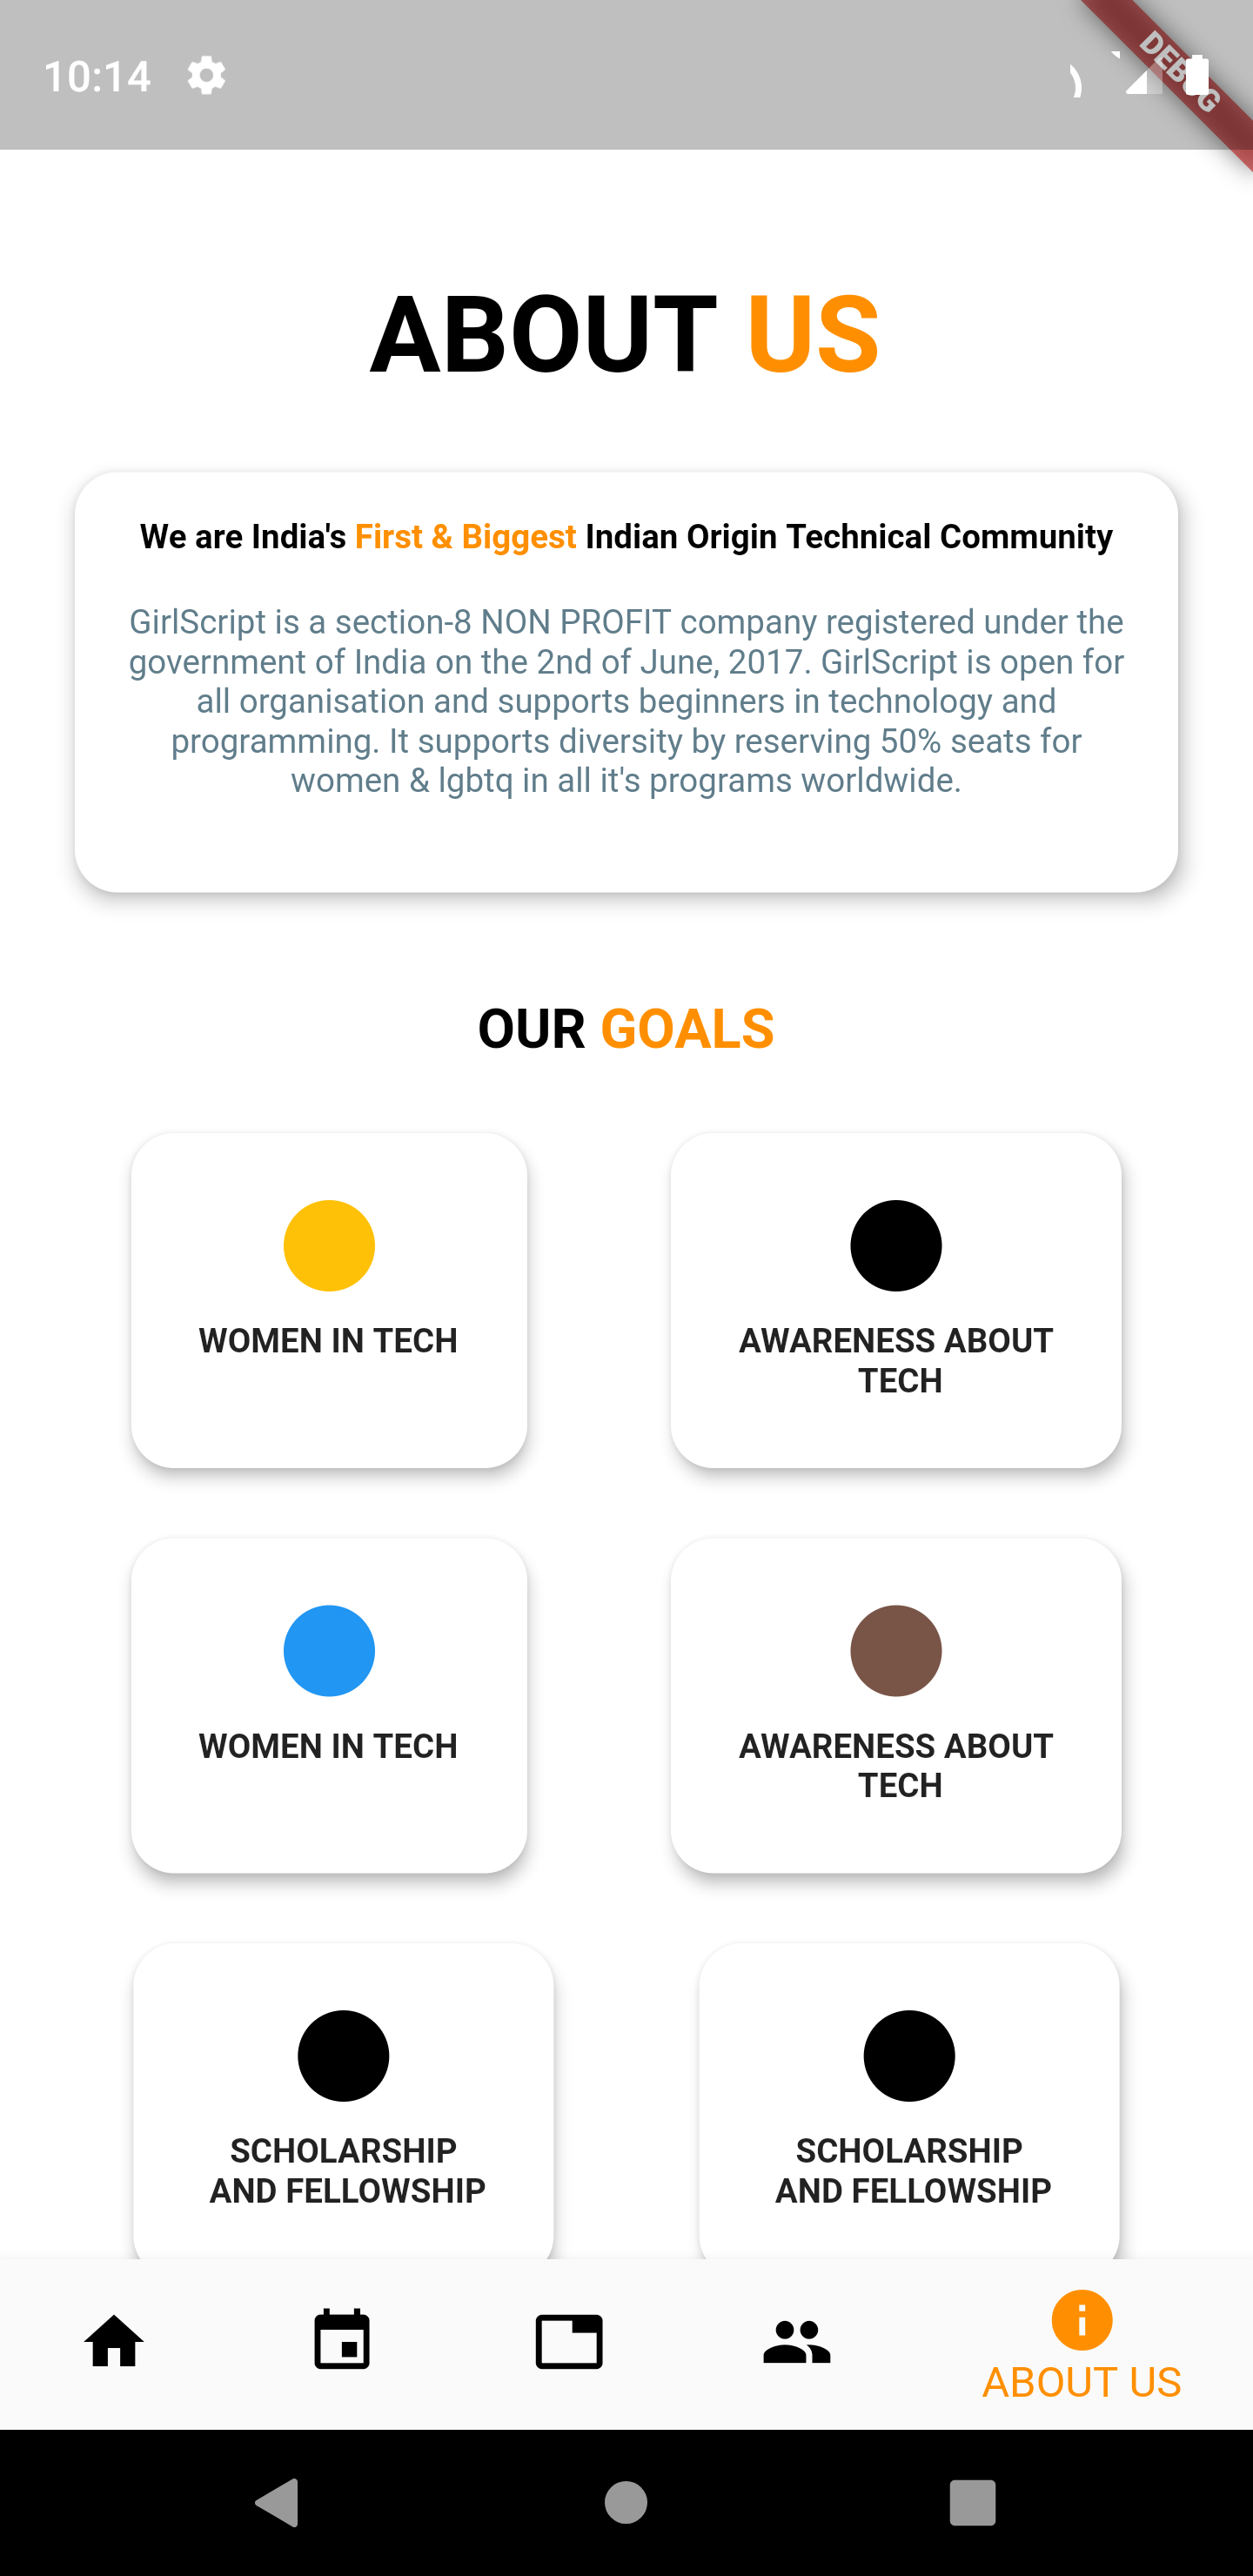 10:14
DEBUG
ABOUT US
We are India's First & Biggest Indian Origin Technical Community
GirlScript is a section-8 NON PROFIT company registered under the
government of India on the 2nd of June, 2017. GirlScript is open for
all organisation and supports beginners in technology and
programming. It supports diversity by reserving 50% seats for
women & lgbtq in all it's programs worldwide.
OUR GOALS
WOMEN IN TECH
AWARENESS ABOUT
TECH
WOMEN IN TECH
AWARENESS ABOUT
TECH
SCHOLARSHIP
AND FELLOWSHIP
SCHOLARSHIP
AND FELLOWSHIP
ABOUT US